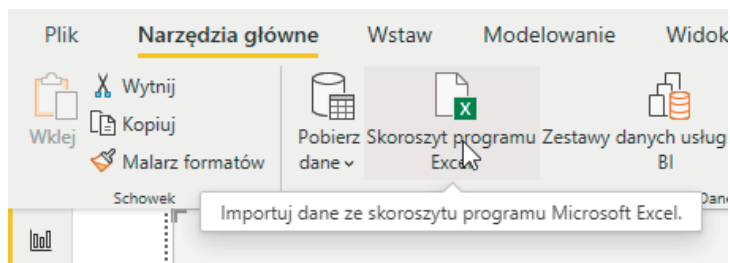 Plik Narzędzia główne Wstaw Modelowanie Widok
Wytnij
Kopiuj
Malarz formatów
Wklej
Schowek
Pobierz
dane
Skoroszyt programu
Excel
Zestawy danych usług
BI
Dane
Importuj dane ze skoroszytu programu Microsoft Excel.